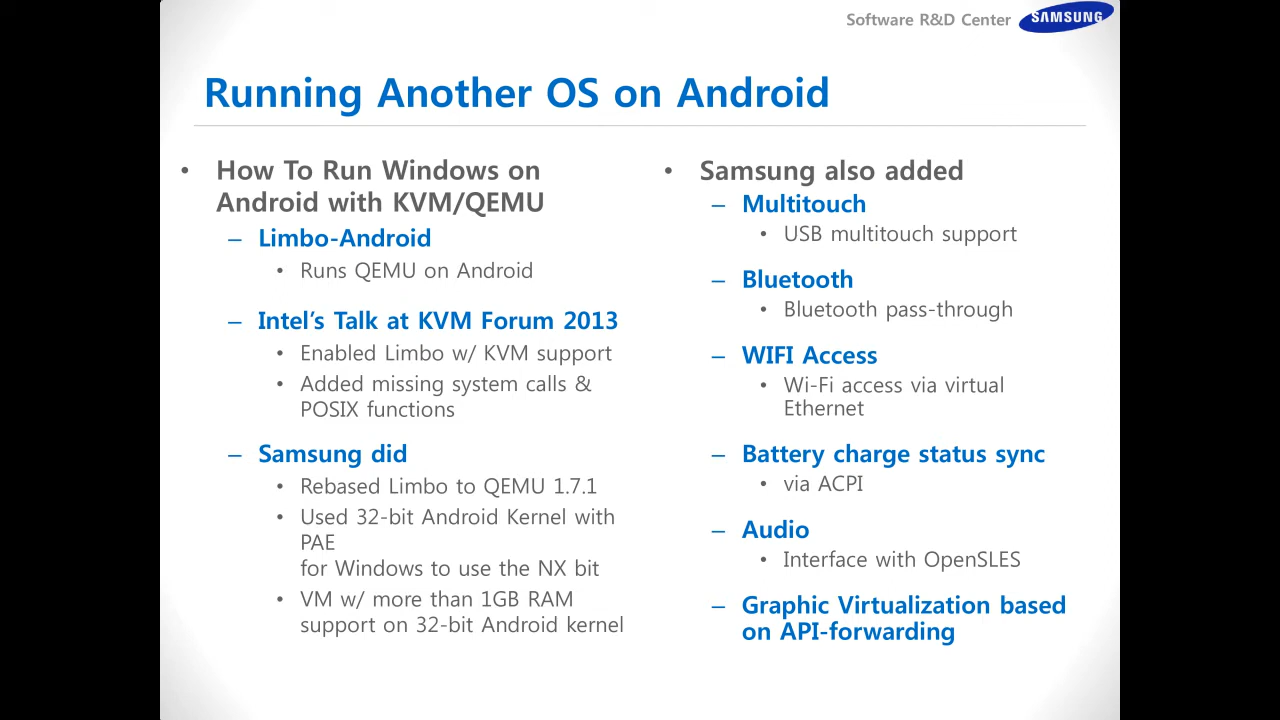 Software R&D Center
SAMSUNG
Running Another OS on Android
• How To Run Windows on
Android with KVM/QEMU
– Limbo-Android
• Runs QEMU on Android
– Intel's Talk at KVM Forum 2013
• Enabled Limbo w/ KVM support
• Added missing system calls &
POSIX functions
– Samsung did
• Rebased Limbo to QEMU 1.7.1
• Used 32-bit Android Kernel with
PAE
for Windows to use the NX bit
• VM w/ more than 1GB RAM
support on 32-bit Android kernel
• Samsung also added
– Multitouch
• USB multitouch support
– Bluetooth
• Bluetooth pass-through
– WIFI Access
• Wi-Fi access via virtual
Ethernet
– Battery charge status sync
• via ACPI
– Audio
• Interface with OpenSLES
– Graphic Virtualization based
on API-forwarding